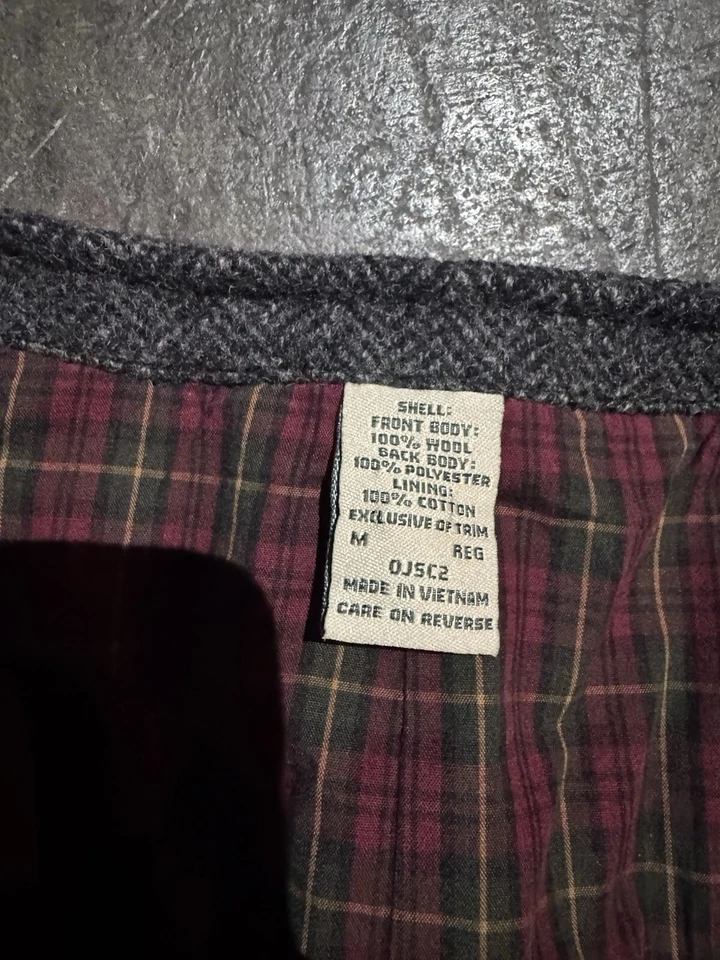 SHELL:
FRONT BODY:
100% WOOL
BACK BODY:
100% POLYESTER
LINING:
100% COTTON
EXCLUSIVE OF TRIM
M REG
OJSC2
MADE IN VIETNAM
CARE ON REVERSE